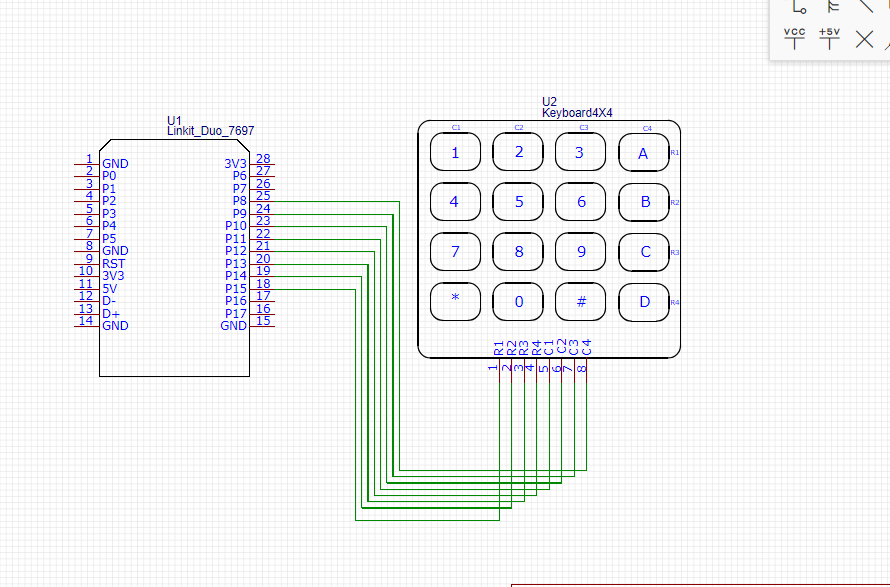 VCC +5V
U1
Linkit_Duo_7697
1 GND 3V3 28
2 P0 P6 27
3 P1 P7 26
4 P2 P8 25
5 P3 P9 24
6 P4 P10 23
7 P5 P11 22
8 GND P12 21
9 RST P13 20
10 3V3 P14 19
11 5V P15 18
12 D- P16 17
13 D+ P17 16
14 GND GND 15
U2
Keyboard4X4
C1 C2 C3 C4
1 2 3 A R1
4 5 6 B R2
7 8 9 C R3
* 0 # D R4
R1 R2 R3 R4 C1 C2 C3 C4
1 2 3 4 5 6 7 8